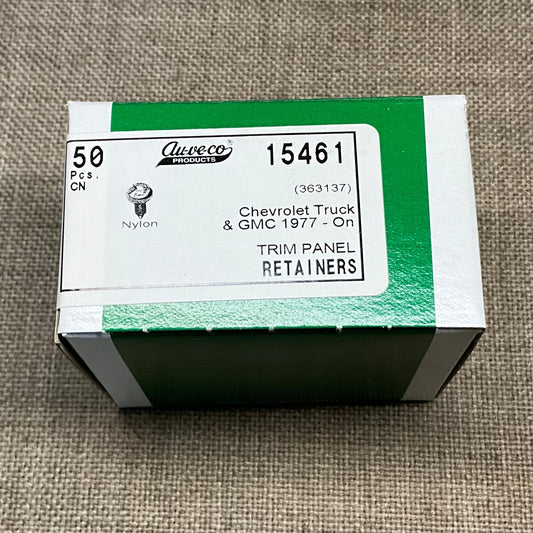 50
Pcs.
CN
au-ve-co®
PRODUCTS
15461
(363137)
Nylon
Chevrolet Truck
& GMC 1977 - On
TRIM PANEL
RETAINERS